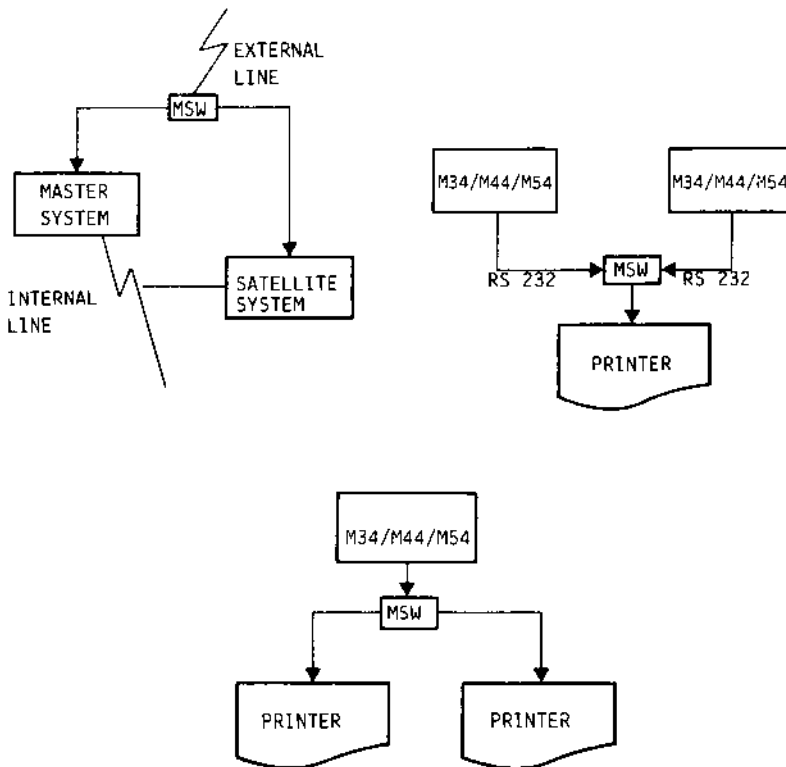 EXTERNAL
LINE
MSW
MASTER
SYSTEM
SATELLITE
SYSTEM
INTERNAL
LINE
M34/M44/M54
M34/M44/M54
RS 232
MSW
RS 232
PRINTER
M34/M44/M54
MSW
PRINTER
PRINTER